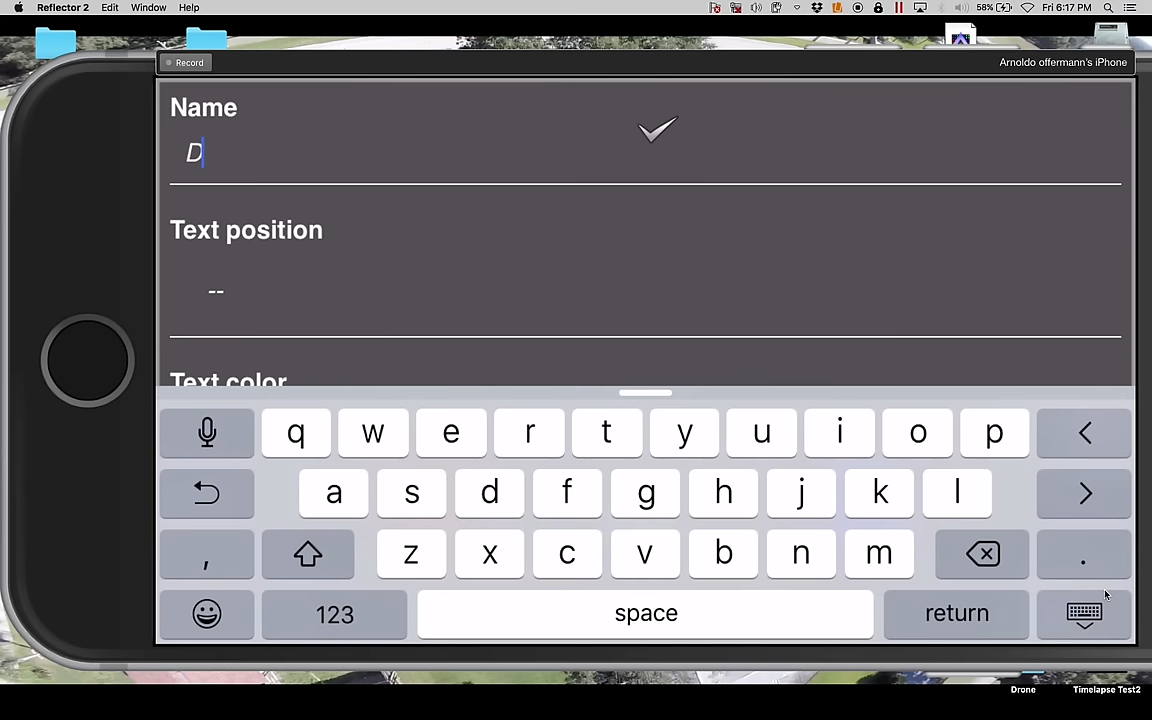 Reflector 2 Edit Window Help 58% Fri 6:17 PM
Record Arnoldo offermann's iPhone
Name
D
Text position
--
Text color
q w e r t y u i o p
a s d f g h j k l
, z x c v b n m .
123 space return
Drone Timelapse Test2